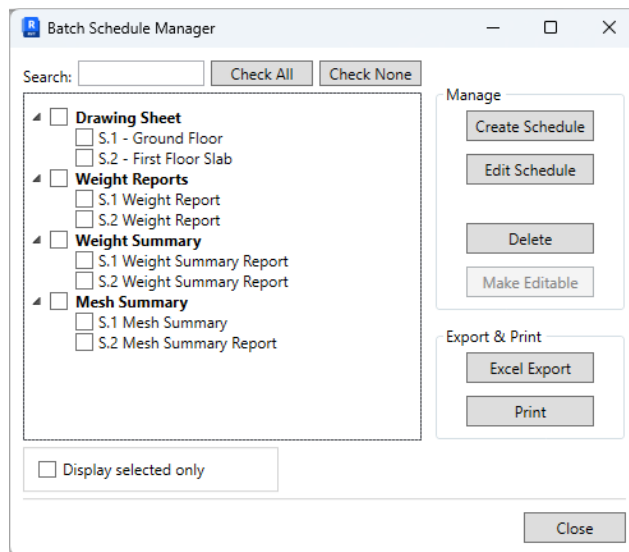 R
Batch Schedule Manager
Search:
Check All
Check None
Drawing Sheet
S.1 - Ground Floor
S.2 - First Floor Slab
Weight Reports
S.1 Weight Report
S.2 Weight Report
Weight Summary
S.1 Weight Summary Report
S.2 Weight Summary Report
Mesh Summary
S.1 Mesh Summary
S.2 Mesh Summary Report
Display selected only
Manage
Create Schedule
Edit Schedule
Delete
Make Editable
Export & Print
Excel Export
Print
Close